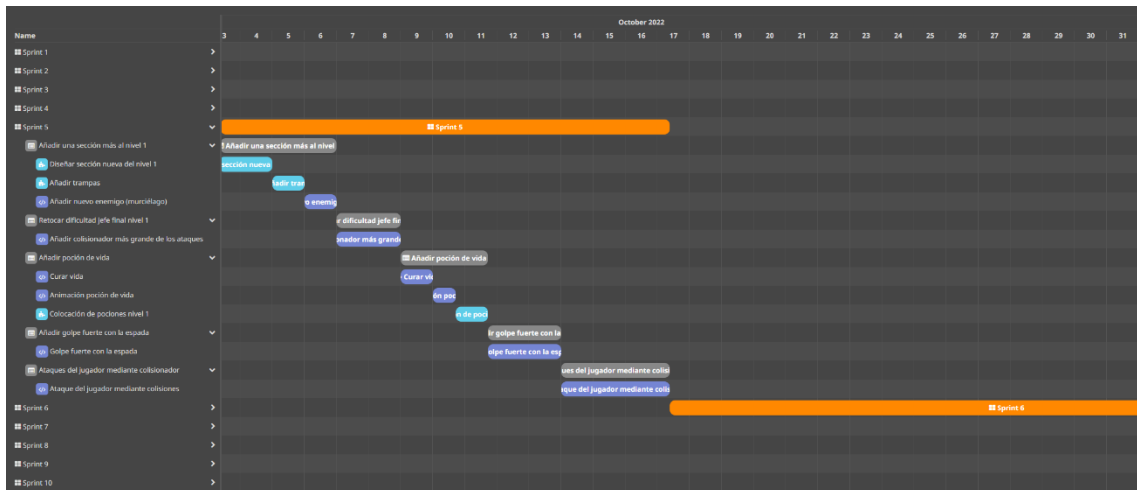 October 2022
Name 3 4 5 6 7 8 9 10 11 12 13 14 15 16 17 18 19 20 21 22 23 24 25 26 27 28 29 30 31
Sprint 1
Sprint 2
Sprint 3
Sprint 4
Sprint 5 Sprint 5
Añadir una sección más al nivel 1 Añadir una sección más al nivel
Diseñar sección nueva del nivel 1 sección nueva
Añadir trampas ñadir tran
Añadir nuevo enemigo (murciélago) o enemig
Retocar dificultad jefe final nivel 1 r dificultad jefe fin
Añadir colisionador más grande de los ataques onador más grande
Añadir poción de vida Añadir poción de vida
Curar vida Curar vid
Animación poción de vida ón poc
Colocación de pociones nivel 1 n de poci
Añadir golpe fuerte con la espada ir golpe fuerte con la
Golpe fuerte con la espada olpe fuerte con la esp
Ataques del jugador mediante colisionador ues del jugador mediante colisi
Ataque del jugador mediante colisiones aque del jugador mediante colis
Sprint 6 Sprint 6
Sprint 7
Sprint 8
Sprint 9
Sprint 10